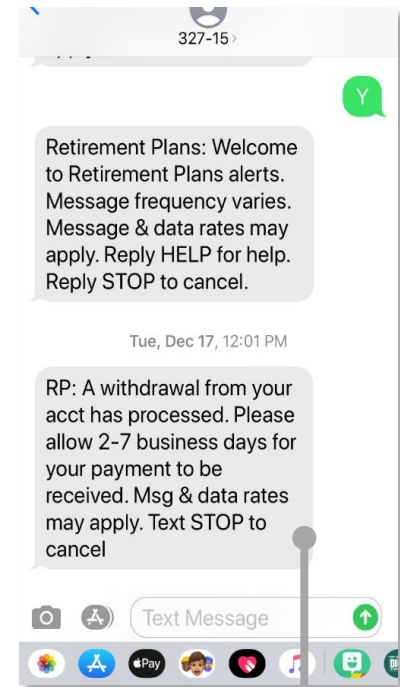 327-15
Y
Retirement Plans: Welcome
to Retirement Plans alerts.
Message frequency varies.
Message & data rates may
apply. Reply HELP for help.
Reply STOP to cancel.
Tue, Dec 17, 12:01 PM
RP: A withdrawal from your
acct has processed. Please
allow 2-7 business days for
your payment to be
received. Msg & data rates
may apply. Text STOP to
cancel
Text Message
Pay